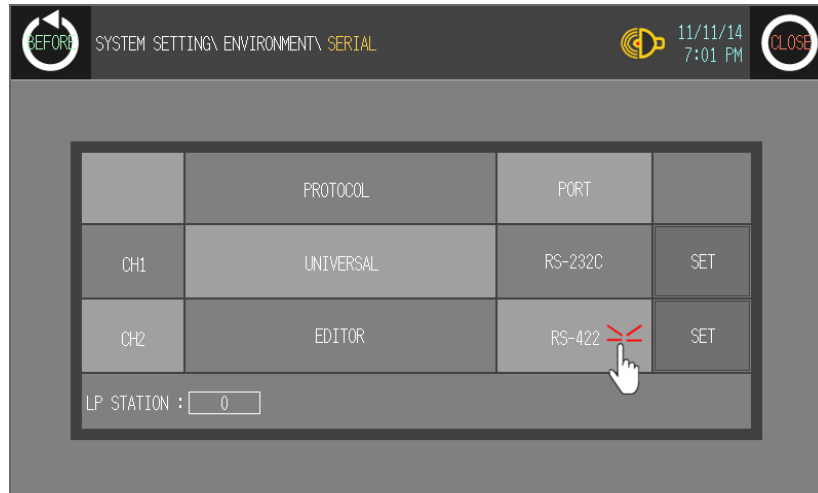 BEFORE SYSTEM SETTING\ ENVIRONMENT\ SERIAL 11/11/14 CLOSE
7:01 PM
PROTOCOL PORT
CH1 UNIVERSAL RS-232C SET
CH2 EDITOR RS-422 SET
LP STATION : 0